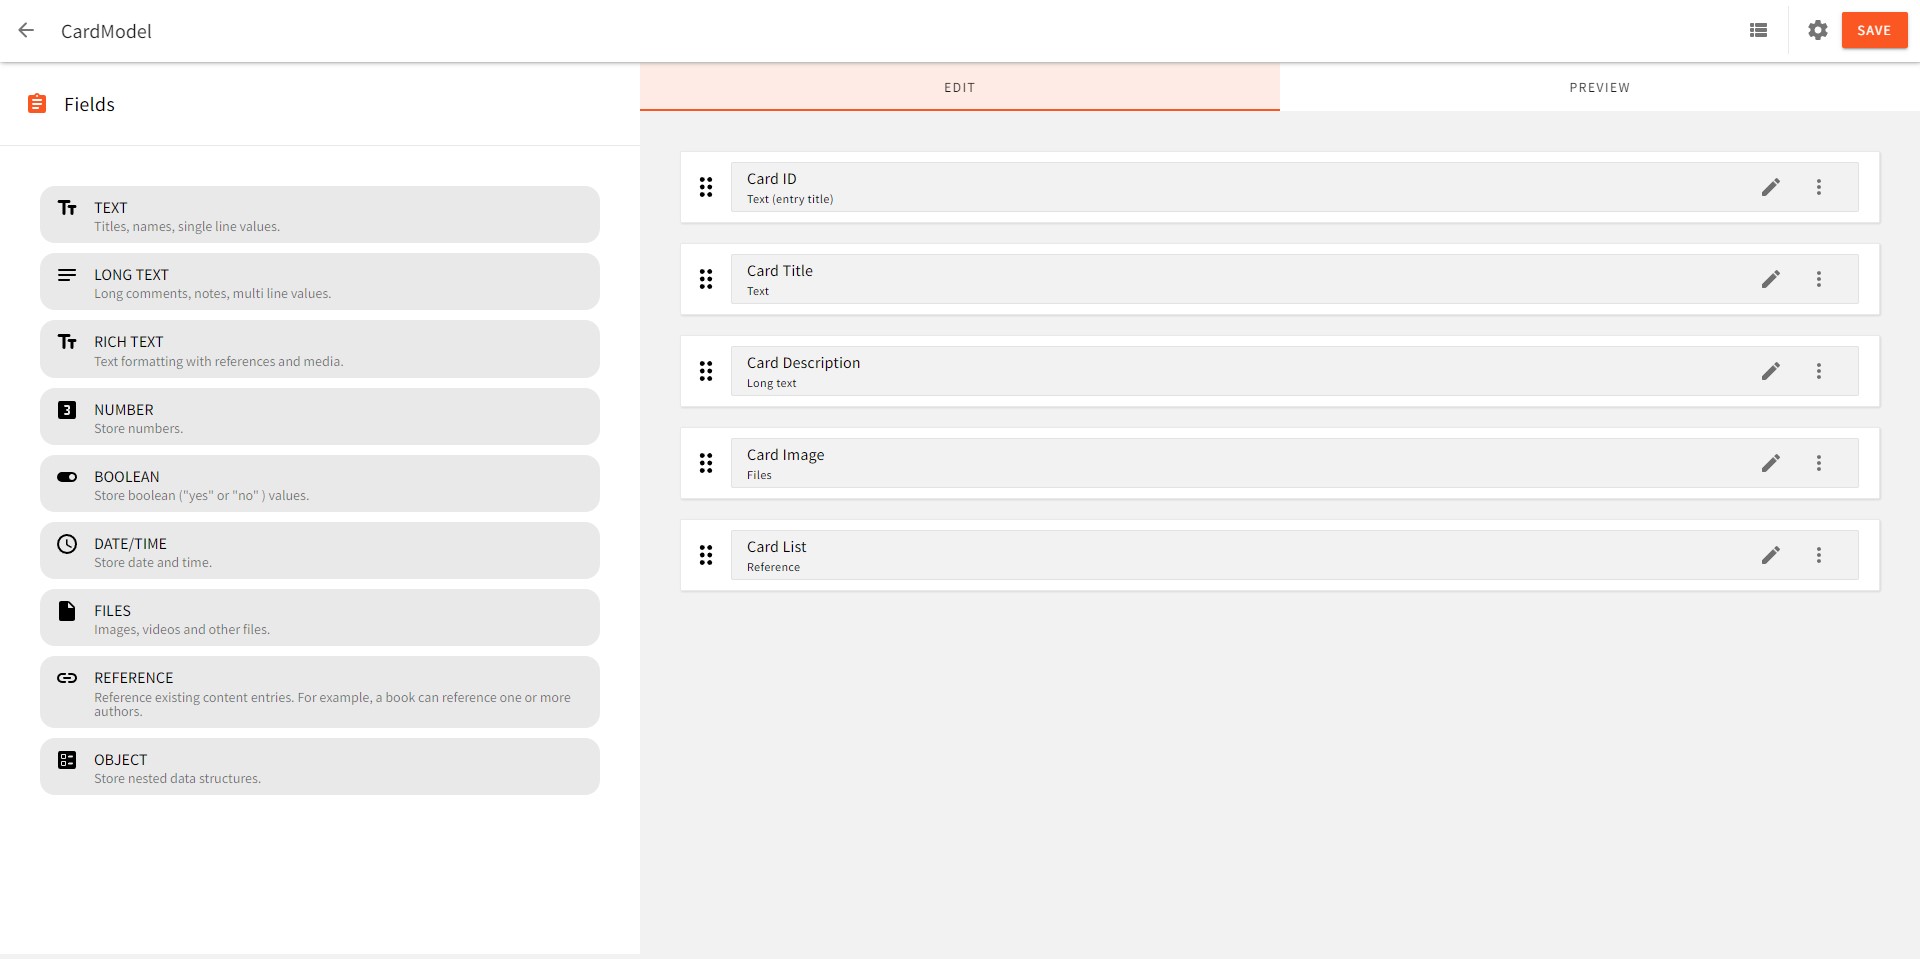 CardModel
SAVE
Fields
EDIT
PREVIEW
TEXT
Titles, names, single line values.
LONG TEXT
Long comments, notes, multi line values.
RICH TEXT
Text formatting with references and media.
3
NUMBER
Store numbers.
BOOLEAN
Store boolean ("yes" or "no" ) values.
DATE/TIME
Store date and time.
FILES
Images, videos and other files.
REFERENCE
Reference existing content entries. For example, a book can reference one or more
authors.
OBJECT
Store nested data structures.
Card ID
Text (entry title)
Card Title
Text
Card Description
Long text
Card Image
Files
Card List
Reference